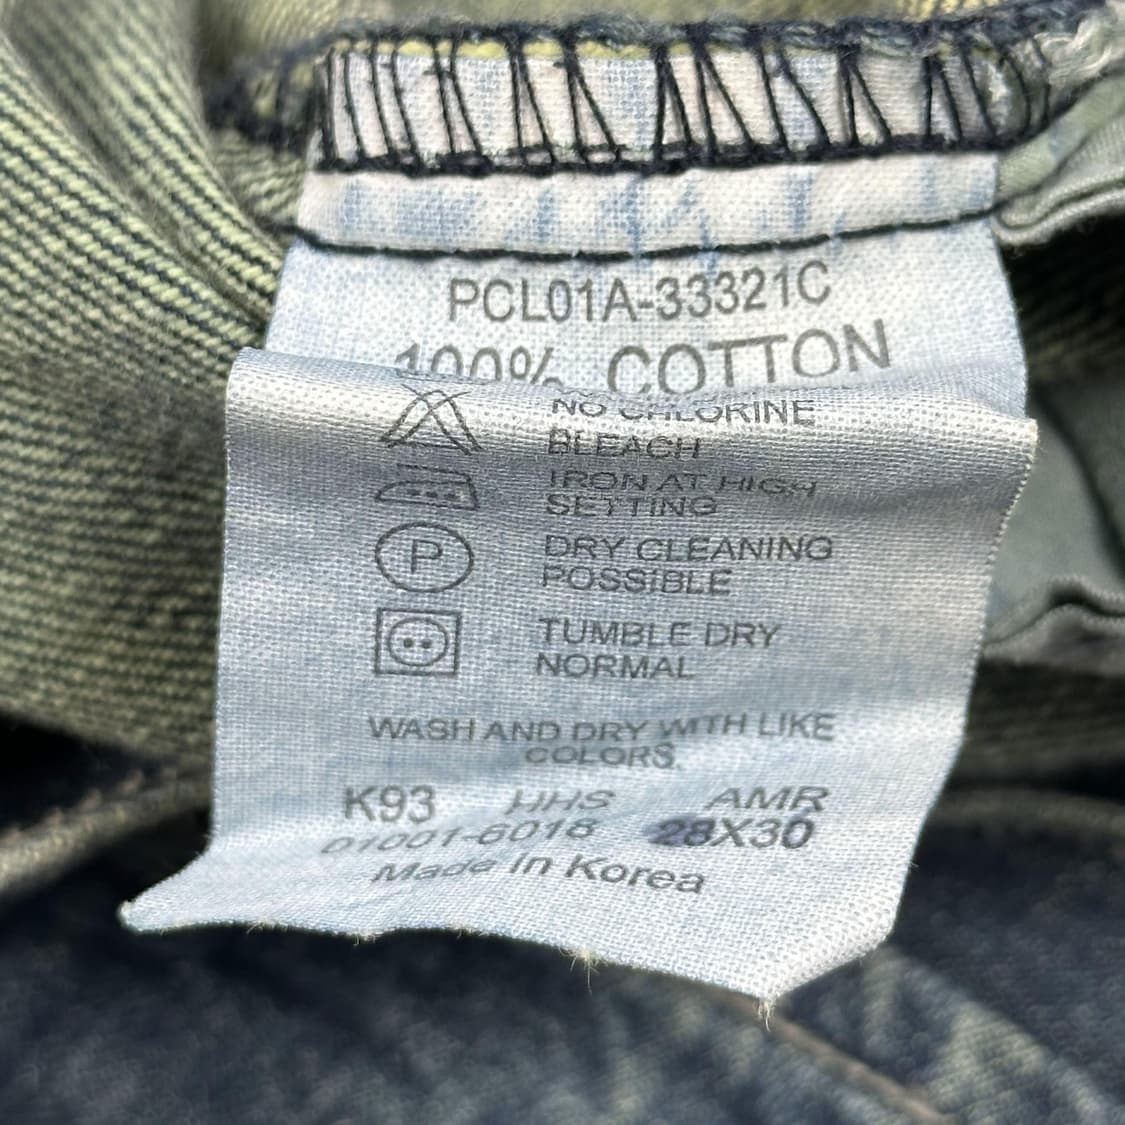 PCL01A-33321C
100% COTTON
NO CHLORINE
BLEACH
IRON AT HIGH
SETTING
P
DRY CLEANING
POSSIBLE
TUMBLE DRY
NORMAL
WASH AND DRY WITH LIKE
COLORS.
K93 HHS AMR
01001-6018 28X30
Made In Korea